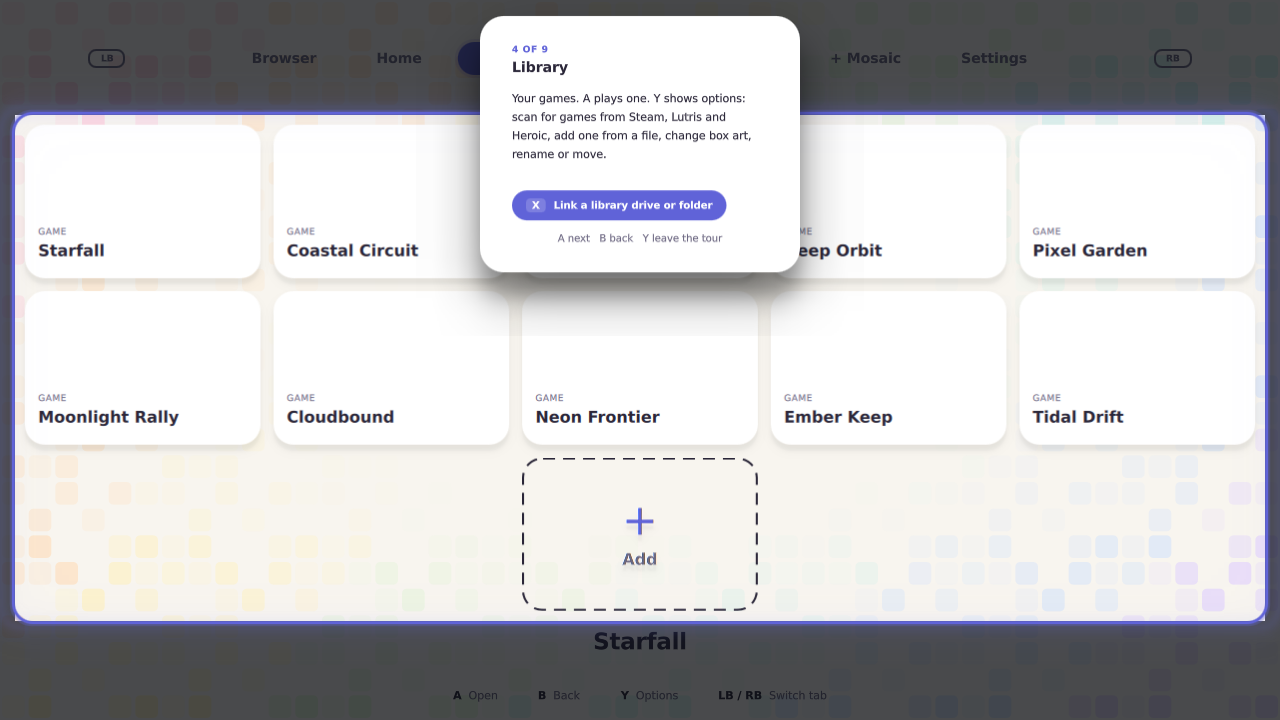 4 OF 9
Library
LB
Browser
Home
+ Mosaic
Settings
RB
Your games. A plays one. Y shows options:
scan for games from Steam, Lutris and
Heroic, add one from a file, change box art,
rename or move.
X Link a library drive or folder
A next B back Y leave the tour
GAME
Starfall
GAME
Coastal Circuit
Orbit
GAME
Pixel Garden
GAME
Moonlight Rally
GAME
Cloudbound
GAME
Neon Frontier
GAME
Ember Keep
GAME
Tidal Drift
+
Add
Starfall
A Open B Back Y Options LB / RB Switch tab